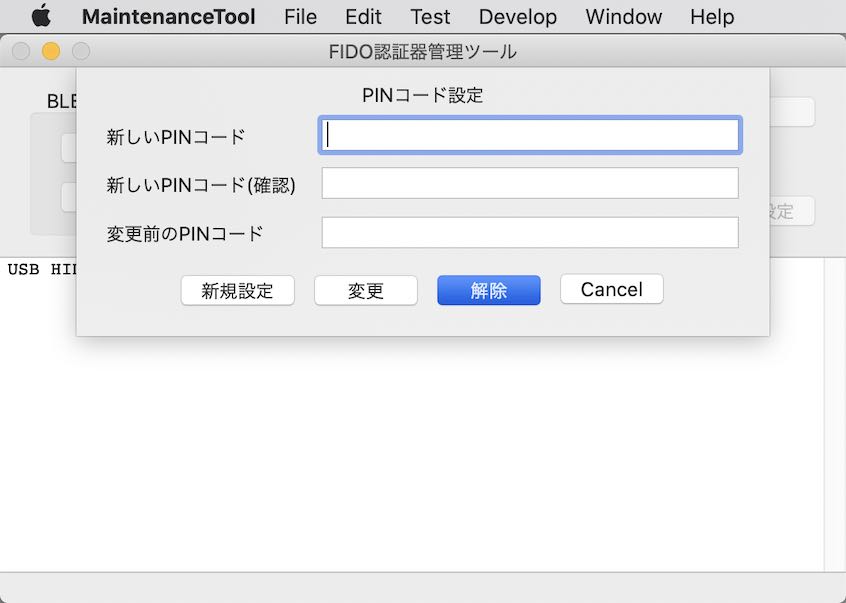 MaintenanceTool File Edit Test Develop Window Help
FIDO認証器管理ツール
PINコード設定
BLE
新しいPINコード
新しいPINコード(確認)
変更前のPINコード
設定
USB HI
新規設定 変更 解除 Cancel